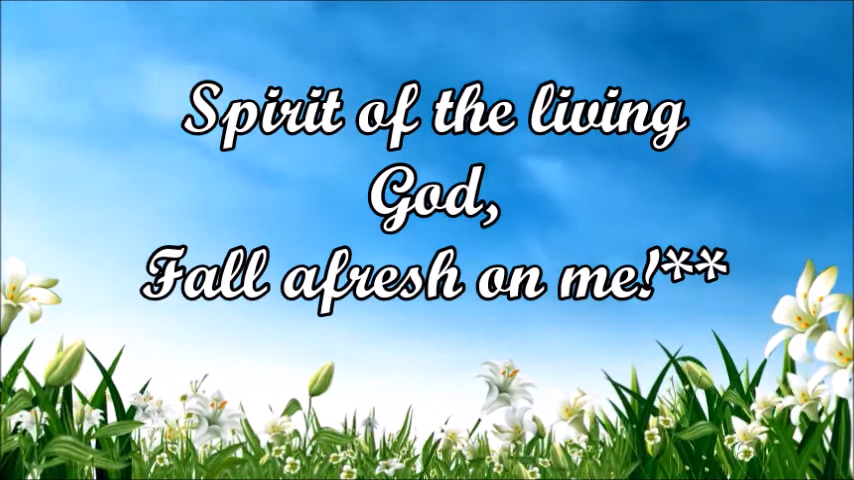 Spirit of the living
God,
Fall afresh on me!**